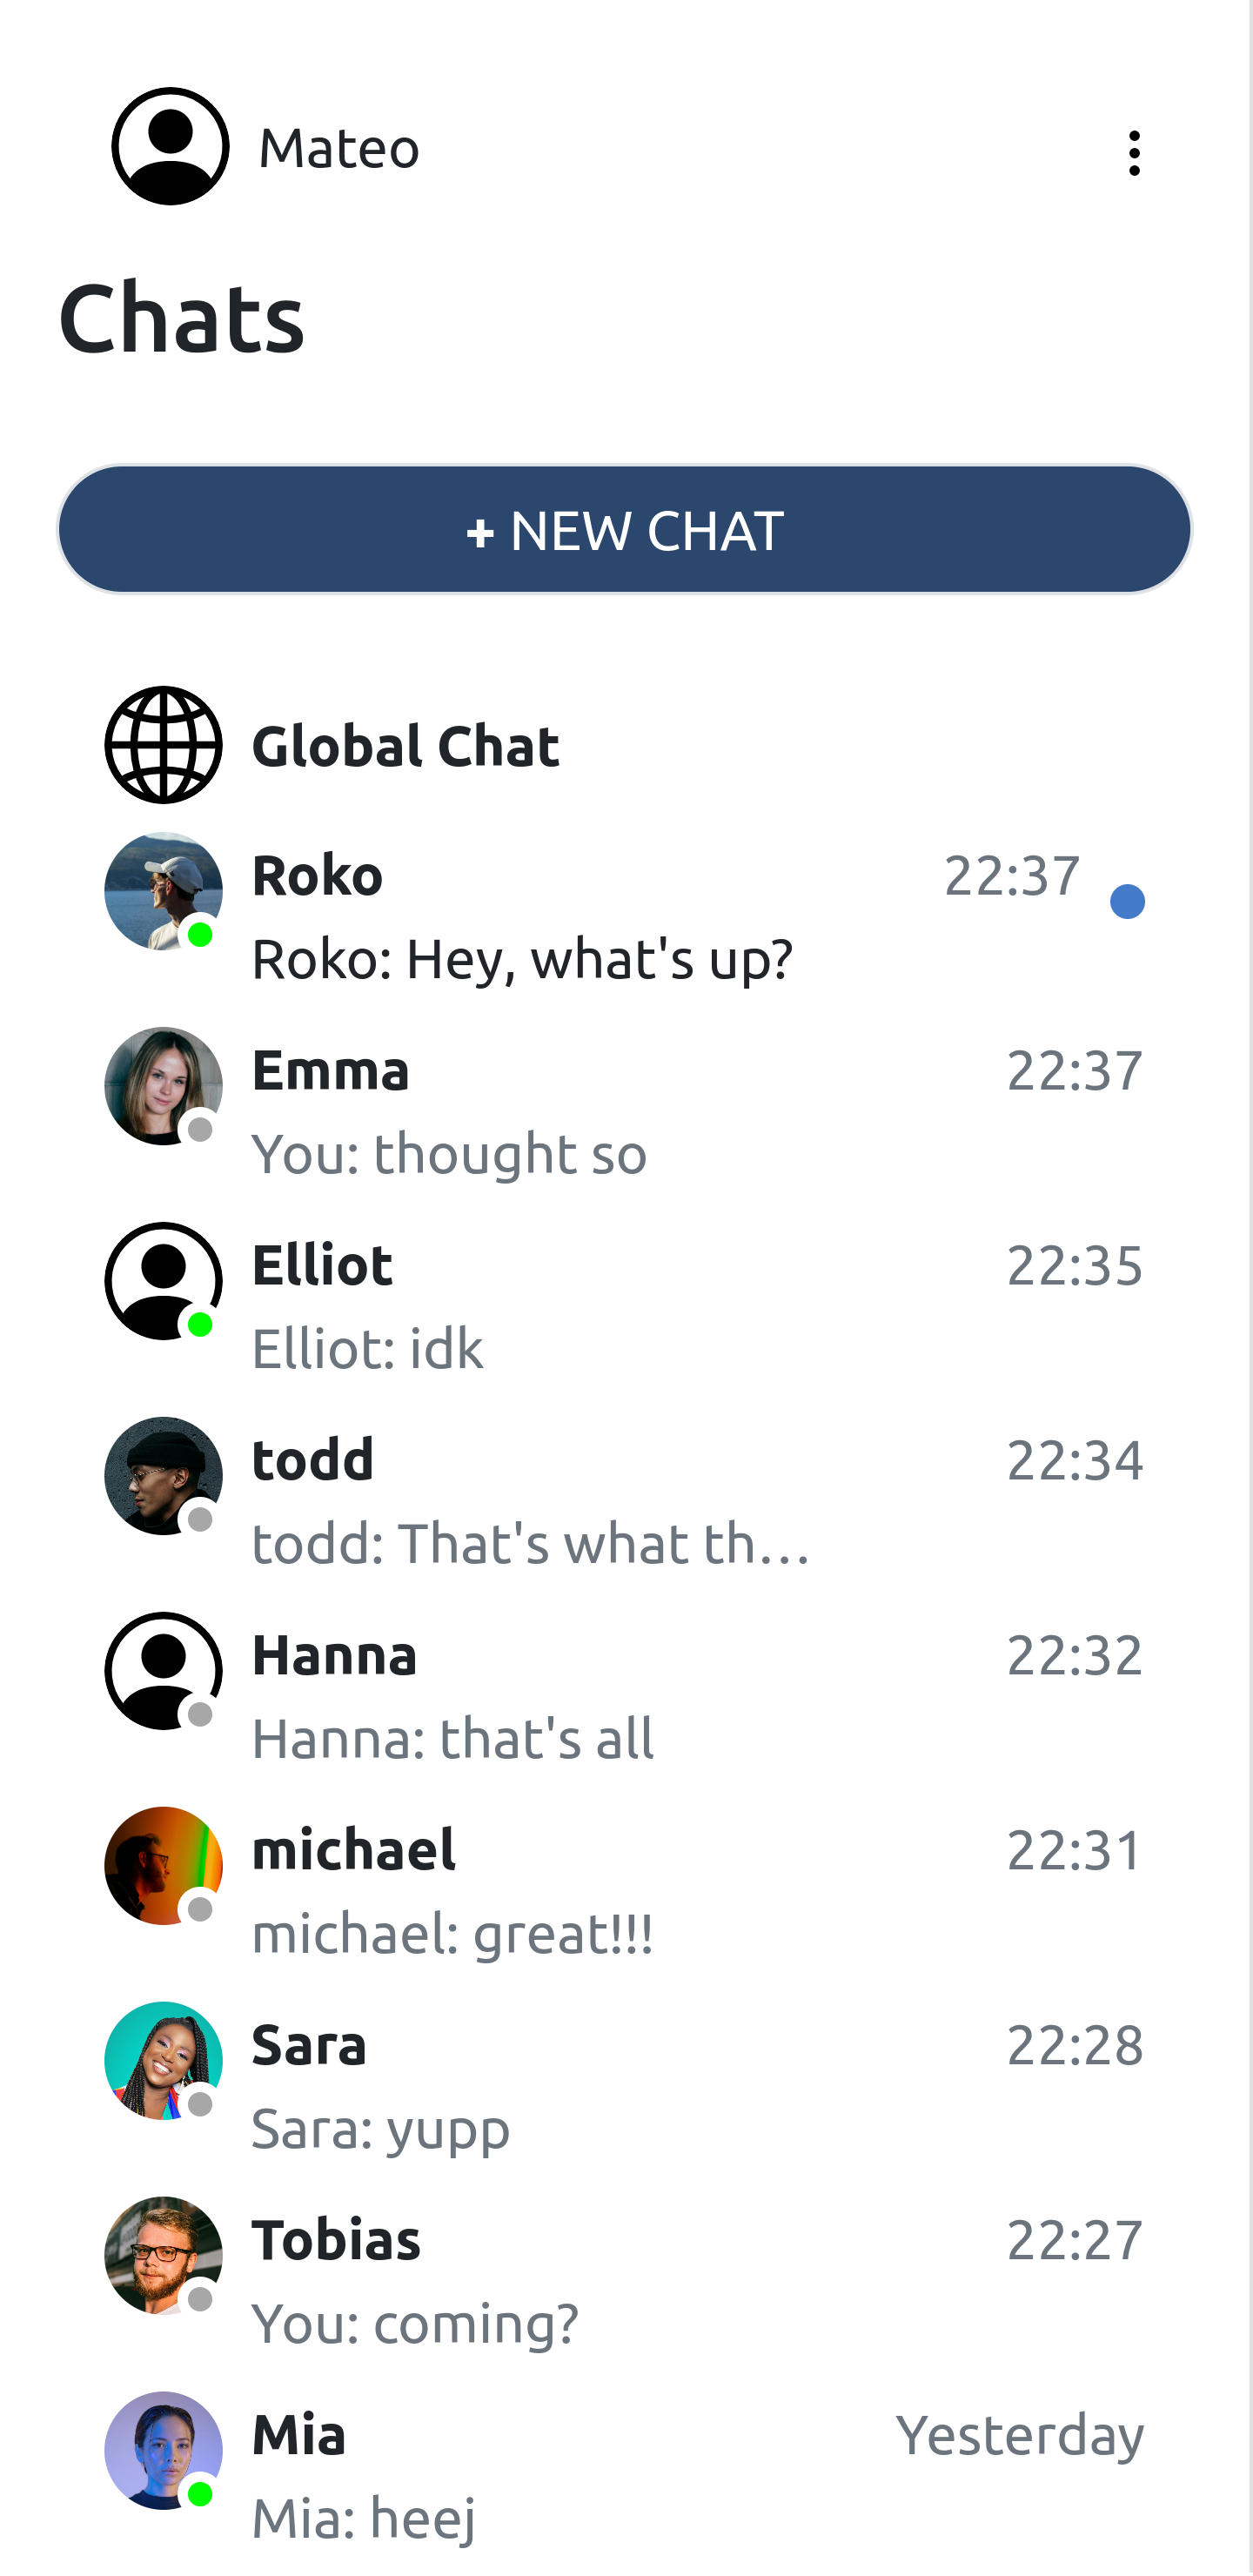 Mateo
Chats
+ NEW CHAT
Global Chat
Roko 22:37
Roko: Hey, what's up?
Emma 22:37
You: thought so
Elliot 22:35
Elliot: idk
todd 22:34
todd: That's what th...
Hanna 22:32
Hanna: that's all
michael 22:31
michael: great!!!
Sara 22:28
Sara: yupp
Tobias 22:27
You: coming?
Mia Yesterday
Mia: heej